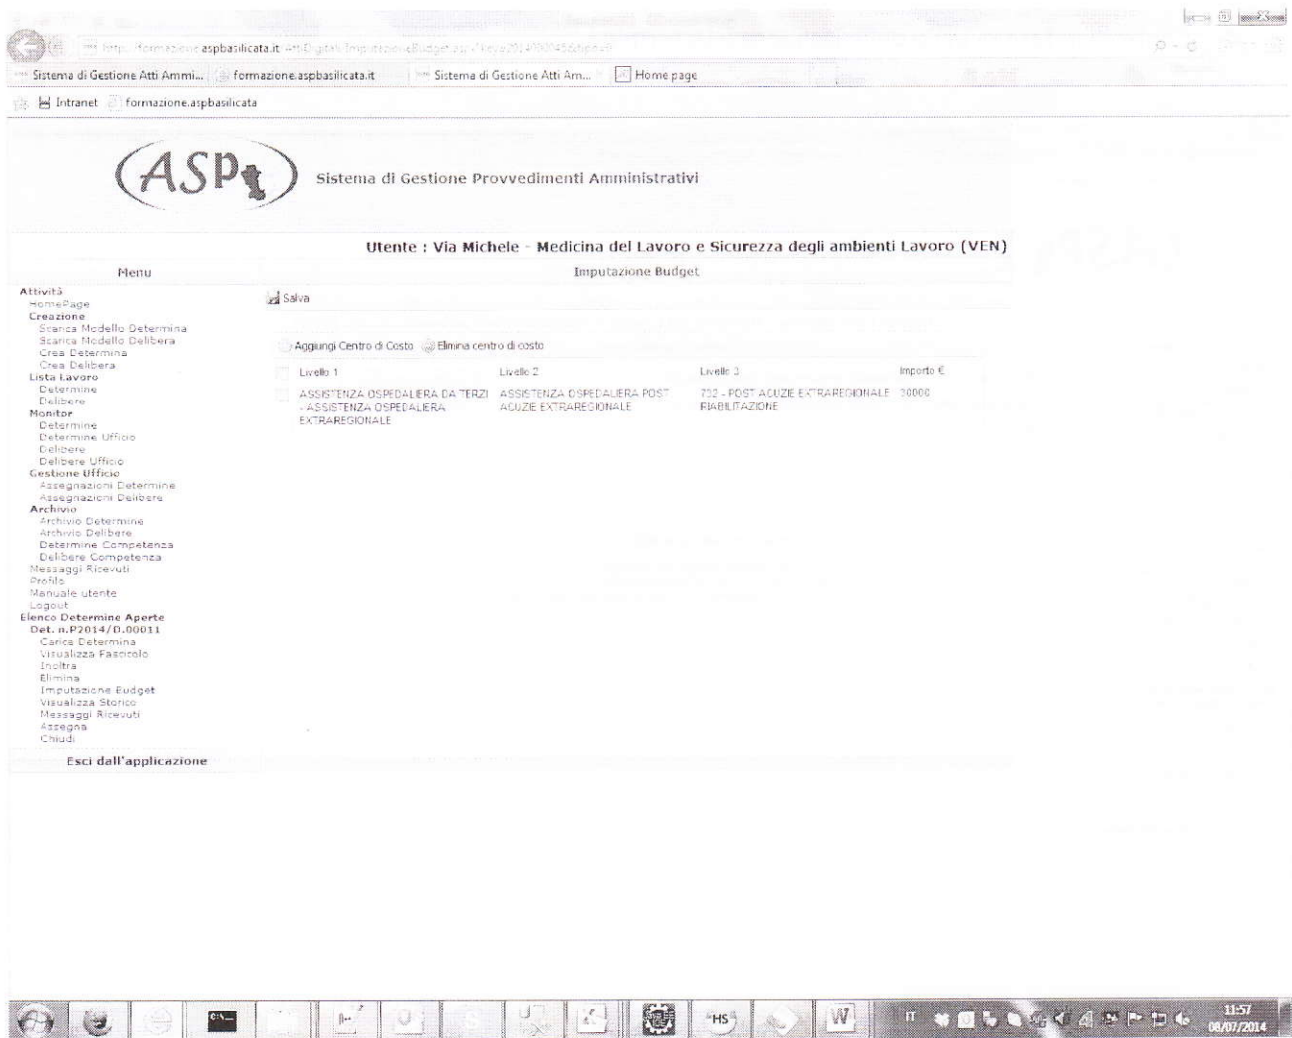 aspbasilicata.it
Sistema di Gestione Atti Ammi... formazione.aspbasilicata.it Sistema di Gestione Atti Am... Home page
Intranet formazione.aspbasilicata
ASP Sistema di Gestione Provvedimenti Amministrativi
Utente : Via Michele - Medicina del Lavoro e Sicurezza degli ambienti Lavoro (VEN)
Menu
Imputazione Budget
Attività
HomePage
Creazione
Scarica Modello Determina
Scarica Modello Delibera
Crea Determina
Crea Delibera
Lista Lavoro
Determine
Delibere
Monitor
Determine
Determine Ufficio
Delibere
Delibere Ufficio
Gestione Ufficio
Assegnazioni Determine
Assegnazioni Delibere
Archivio
Archivio Determine
Archivio Delibere
Determine Competenza
Delibere Competenza
Messaggi Ricevuti
Profilo
Manuale utente
Logout
Elenco Determine Aperte
Det. n.P2014/D.00011
Carica Determina
Visualizza Fascicolo
Inoltra
Elimina
Imputazione Budget
Visualizza Storico
Messaggi Ricevuti
Assegna
Chiudi
Esci dall'applicazione
Salva
Aggiungi Centro di Costo Elimina centro di costo
Livello 1 Livello 2 Livello 3 Importo €
ASSISTENZA OSPEDALIERA DA TERZI ASSISTENZA OSPEDALIERA POST 732 - POST ACUZIE EXTRAREGIONALE
- ASSISTENZA OSPEDALIERA ACUZIE EXTRAREGIONALE RIABILITAZIONE
EXTRAREGIONALE
C:\
HS
W
IT
11:57
08/07/2014